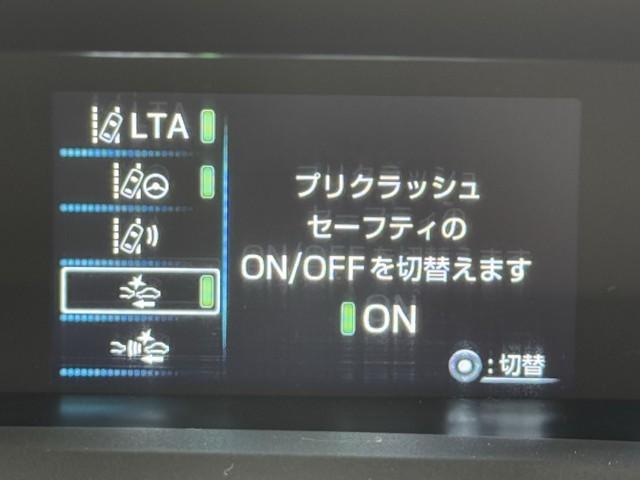 LTA
プリクラッシュ
セーフティの
ON/OFFを切替えます
ON
:切替